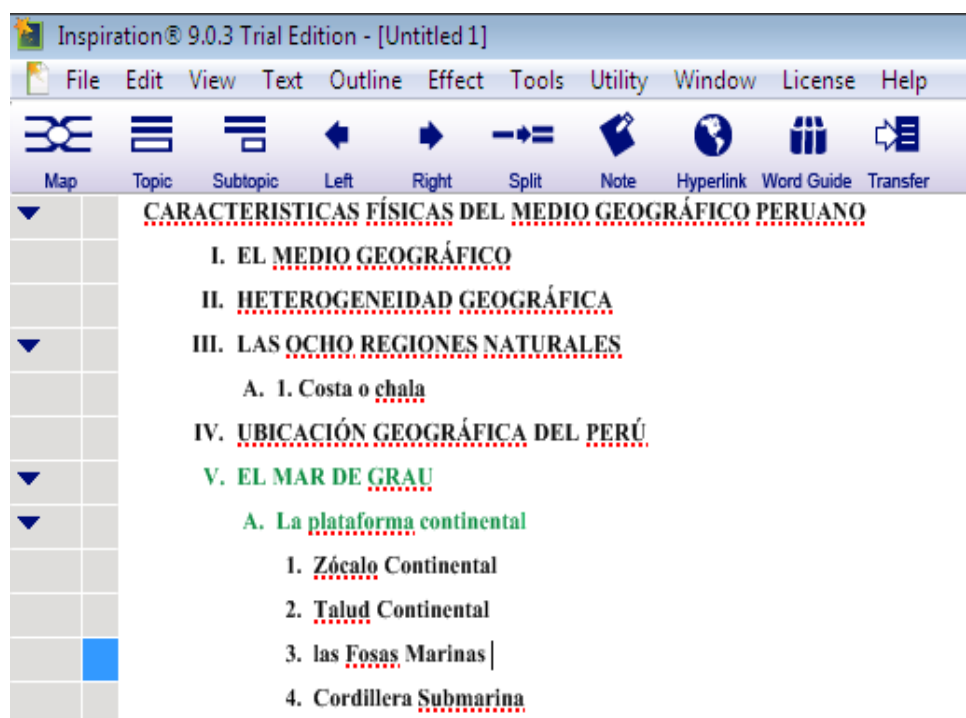 Inspiration® 9.0.3 Trial Edition - [Untitled 1]
File Edit View Text Outline Effect Tools Utility Window License Help
Map Topic Subtopic Left Right Split Note Hyperlink Word Guide Transfer
CARACTERISTICAS FÍSICAS DEL MEDIO GEOGRÁFICO PERUANO
I. EL MEDIO GEOGRÁFICO
II. HETEROGENEIDAD GEOGRÁFICA
III. LAS OCHO REGIONES NATURALES
A. 1. Costa o chala
IV. UBICACIÓN GEOGRÁFICA DEL PERÚ
V. EL MAR DE GRAU
A. La plataforma continental
1. Zócalo Continental
2. Talud Continental
3. las Fosas Marinas
4. Cordillera Submarina